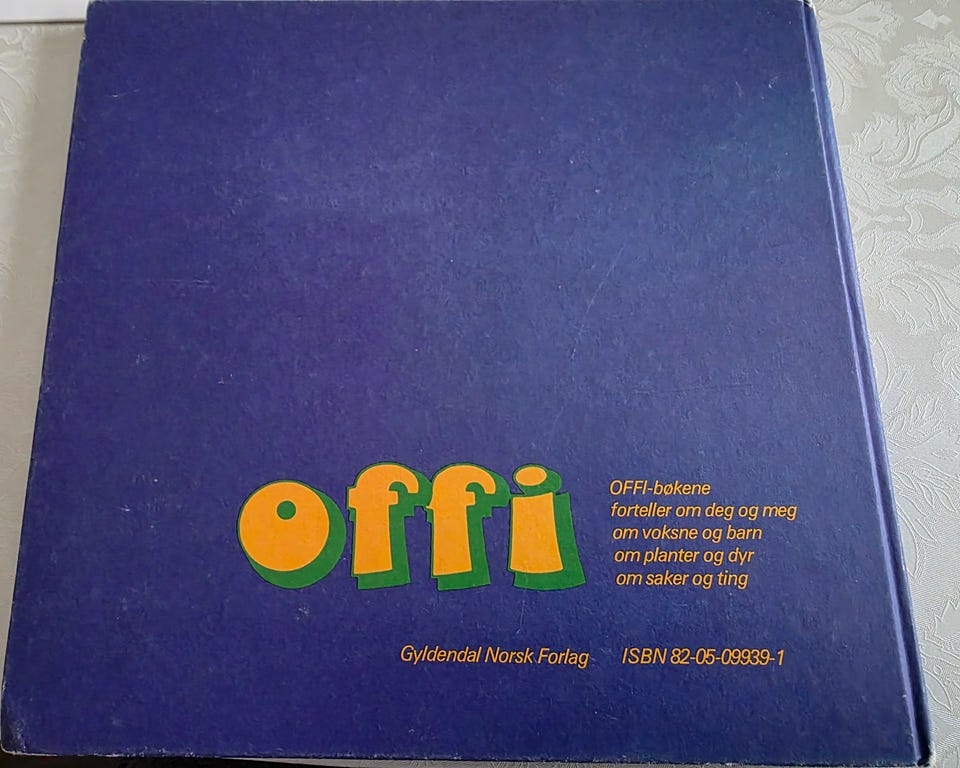 offi
OFFI-bøkene
forteller om deg og meg
om voksne og barn
om planter og dyr
om saker og ting
Gyldendal Norsk Forlag ISBN 82-05-09939-1